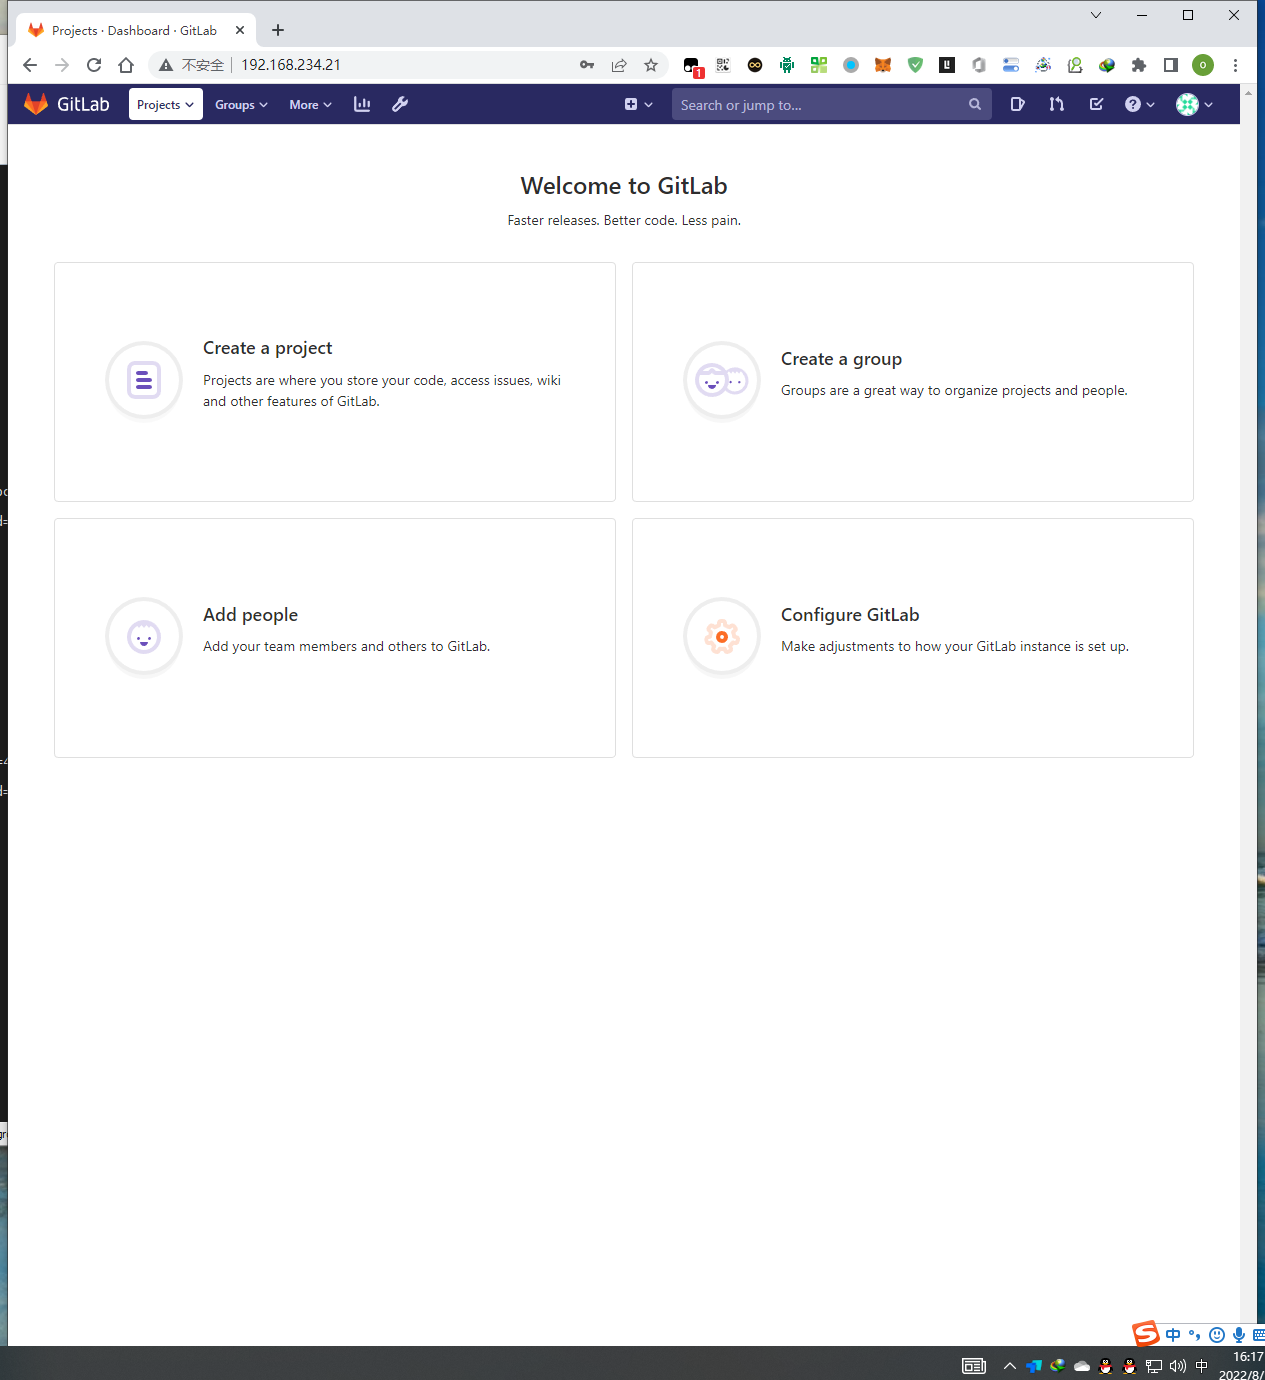 Projects · Dashboard · GitLab
不安全 192.168.234.21
1
O
GitLab Projects Groups More Search or jump to...
Welcome to GitLab
Faster releases. Better code. Less pain.
Create a project
Projects are where you store your code, access issues, wiki
and other features of GitLab.
Create a group
Groups are a great way to organize projects and people.
Add people
Add your team members and others to GitLab.
Configure GitLab
Make adjustments to how your GitLab instance is set up.
中
中 16:17
2022/8/